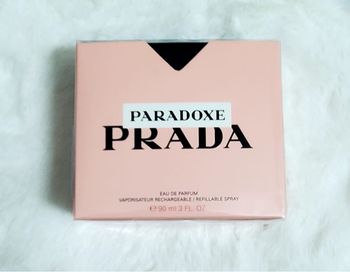 PARADOXE
PRADA
EAU DE PARFUM
VAPORISATEUR RECHARGEABLE / REFILLABLE SPRAY
℮ 90 ml 3 FL. OZ